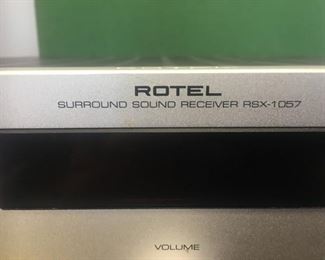 ROTEL
SURROUND SOUND RECEIVER RSX-1057
VOLUME